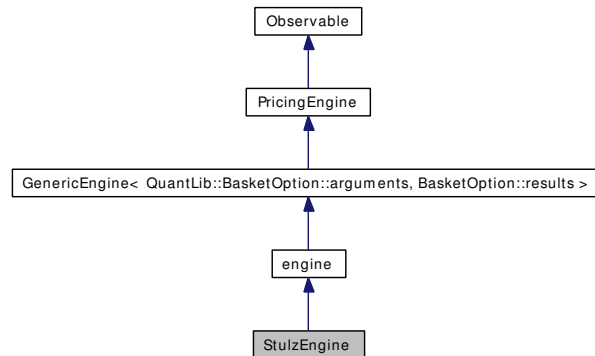 Observable
PricingEngine
GenericEngine< QuantLib::BasketOption::arguments, BasketOption::results >
engine
StulzEngine